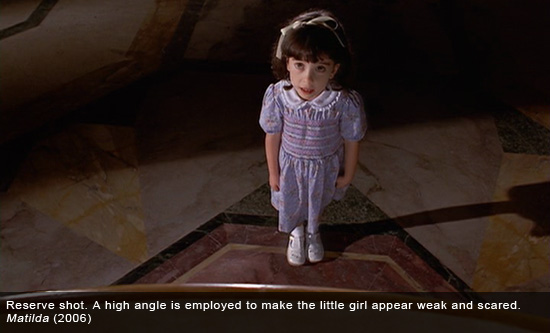 Reserve shot. A high angle is employed to make the little girl appear weak and scared.
Matilda (2006)